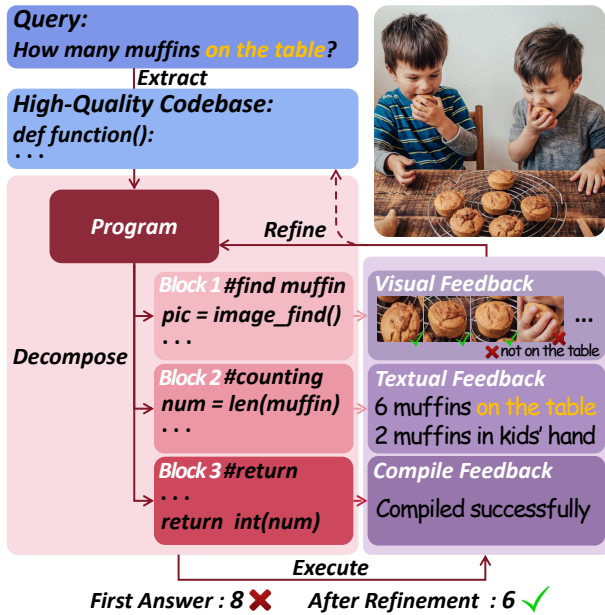 Query:
How many muffins on the table?
Extract
High-Quality Codebase:
def function():
...
Program
Refine
Decompose
Block 1 #find muffin
pic = image_find()
...
Visual Feedback
...
not on the table
Block 2 #counting
num = len(muffin)
...
Textual Feedback
6 muffins on the table
2 muffins in kids' hand
Block 3 #return
...
return int(num)
Compile Feedback
Compiled successfully
Execute
First Answer : 8 ✘ After Refinement : 6 ✓